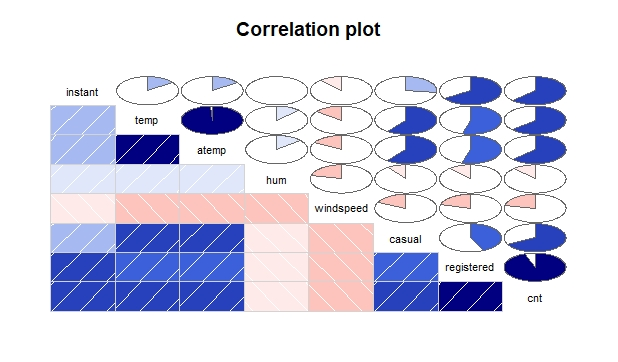 Correlation plot
instant
temp
atemp
hum
windspeed
casual
registered
cnt